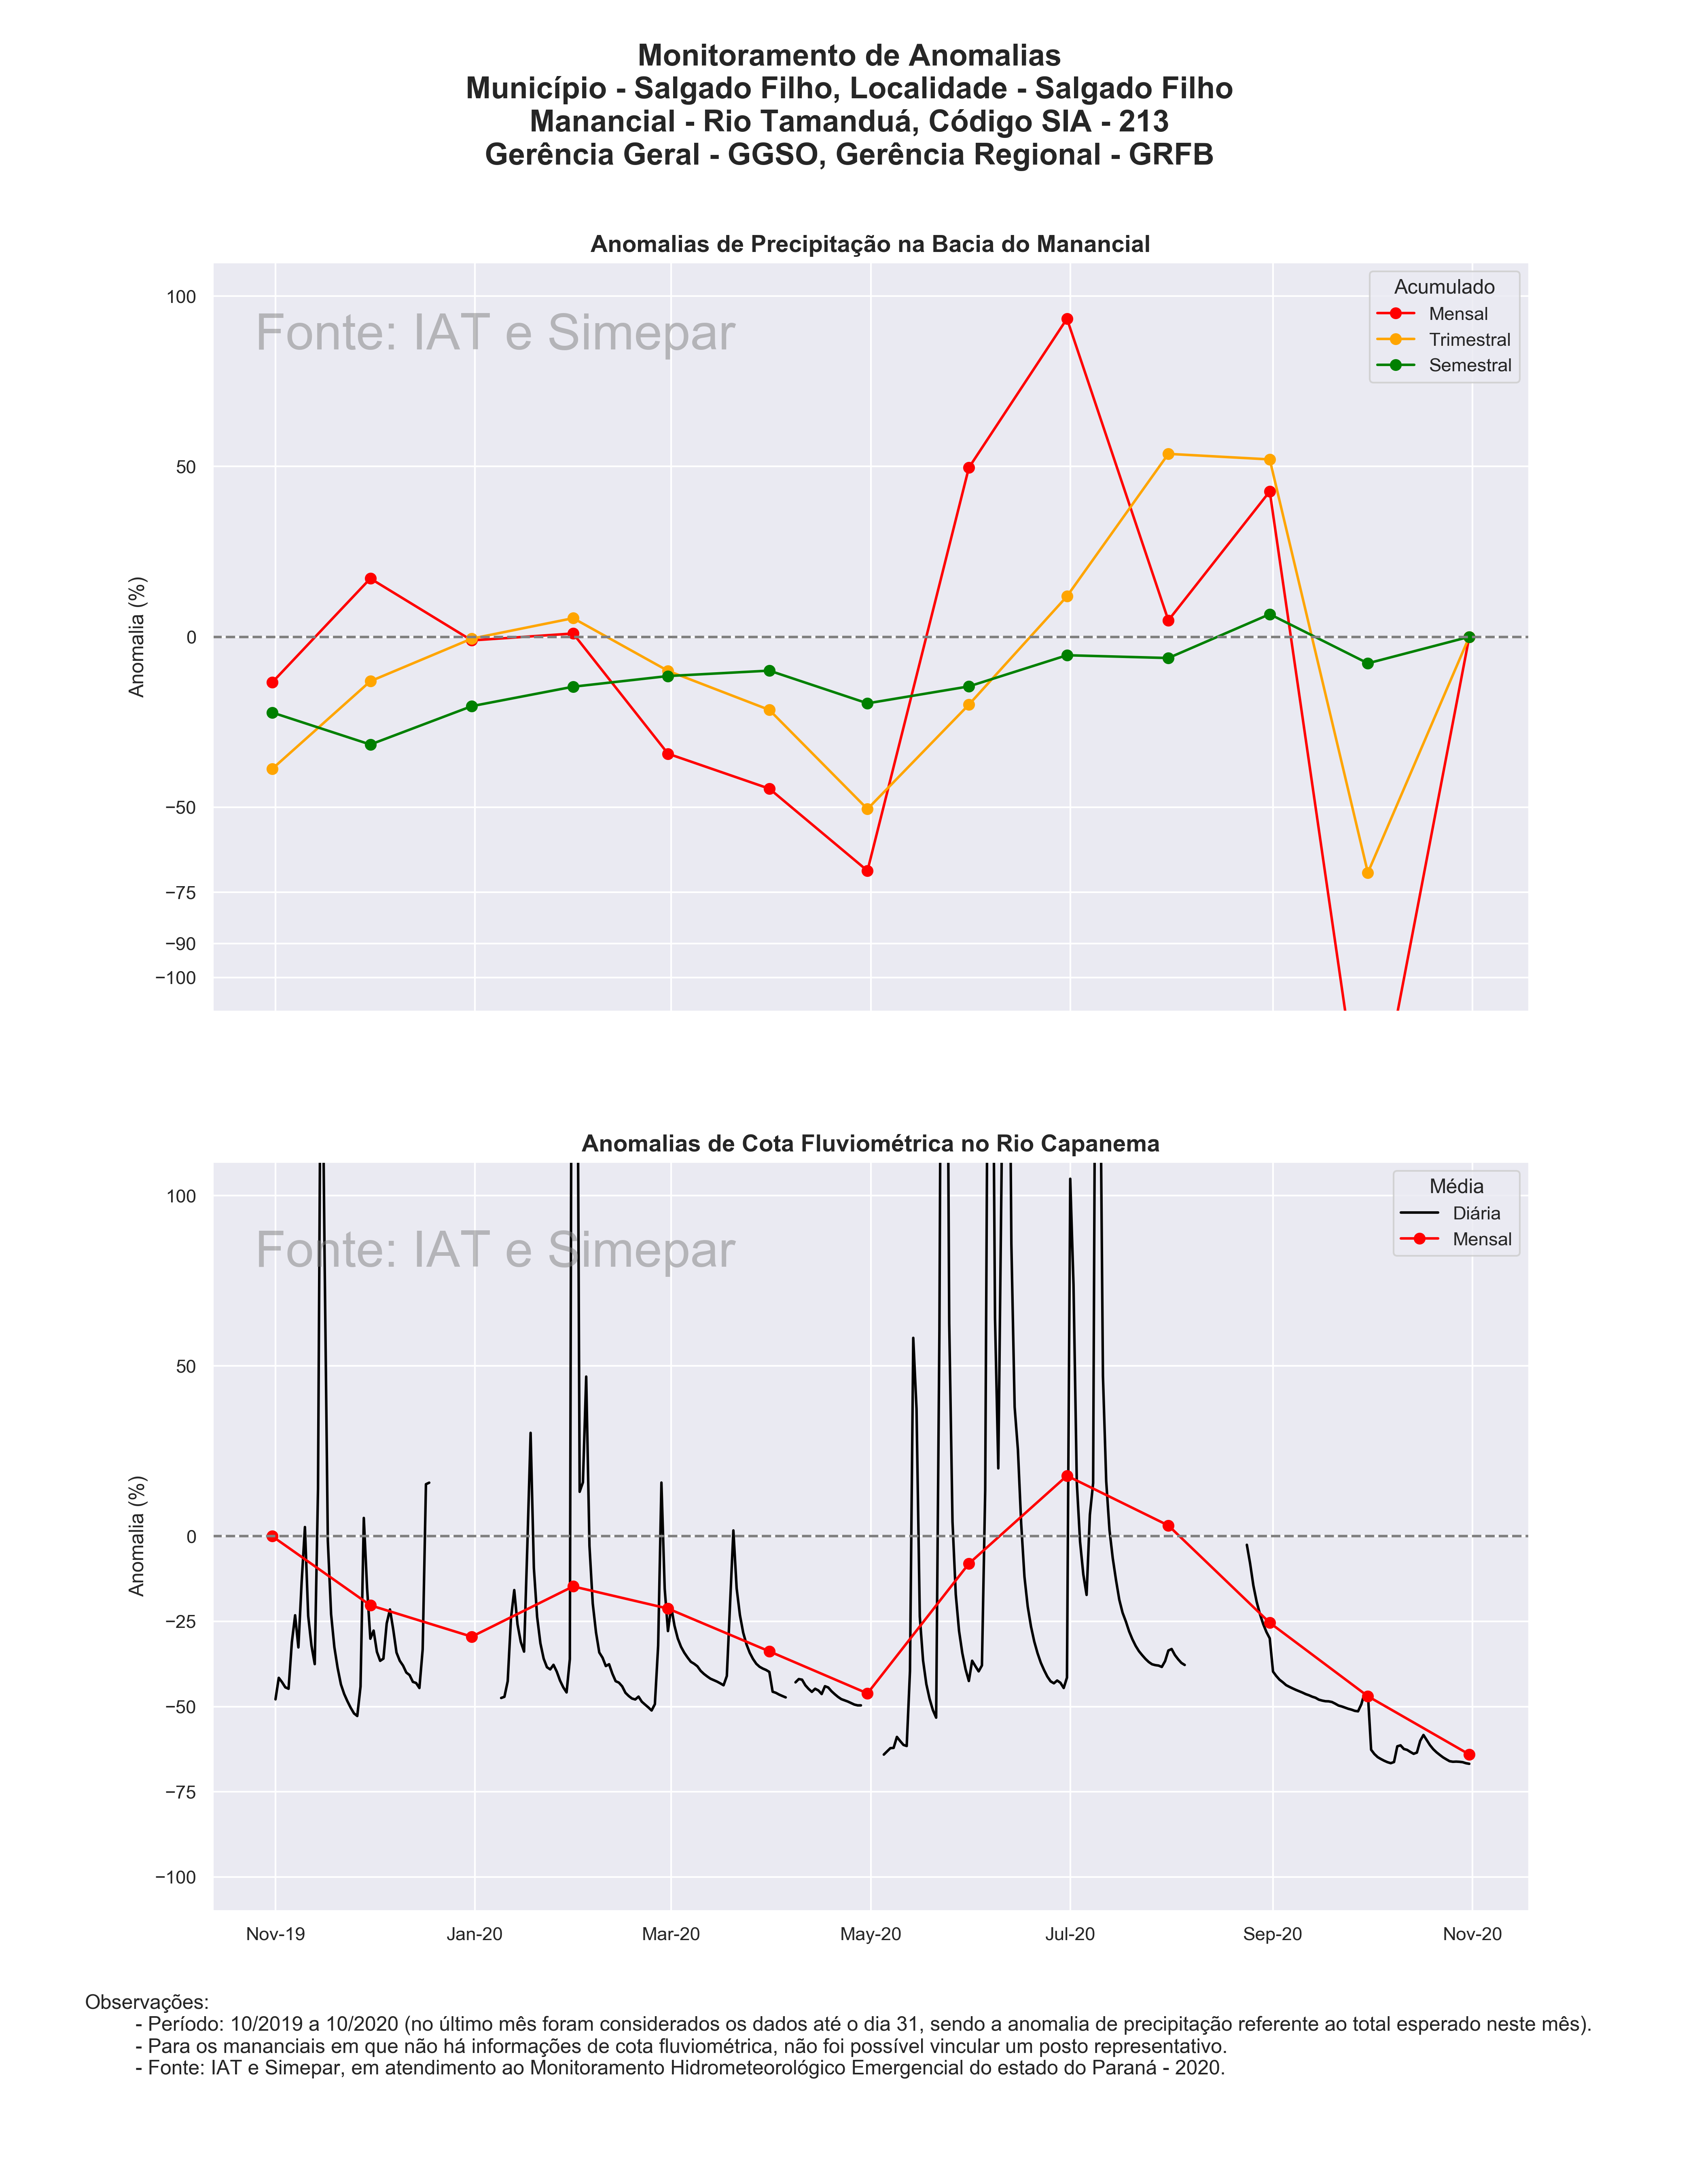 Monitoramento de Anomalias
Município - Salgado Filho, Localidade - Salgado Filho
Manancial - Rio Tamanduá, Código SIA - 213
Gerência Geral - GGSO, Gerência Regional - GRFB
Anomalias de Precipitação na Bacia do Manancial
Fonte: IAT e Simepar
Acumulado
Mensal
Trimestral
Semestral
Anomalia (%)
100
50
0
−50
−75
−90
−100
Anomalias de Cota Fluviométrica no Rio Capanema
Fonte: IAT e Simepar
Média
Diária
Mensal
Anomalia (%)
100
50
0
−25
−50
−75
−100
Nov-19 Jan-20 Mar-20 May-20 Jul-20 Sep-20 Nov-20
Observações:
- Período: 10/2019 a 10/2020 (no último mês foram considerados os dados até o dia 31, sendo a anomalia de precipitação referente ao total esperado neste mês).
- Para os mananciais em que não há informações de cota fluviométrica, não foi possível vincular um posto representativo.
- Fonte: IAT e Simepar, em atendimento ao Monitoramento Hidrometeorológico Emergencial do estado do Paraná - 2020.